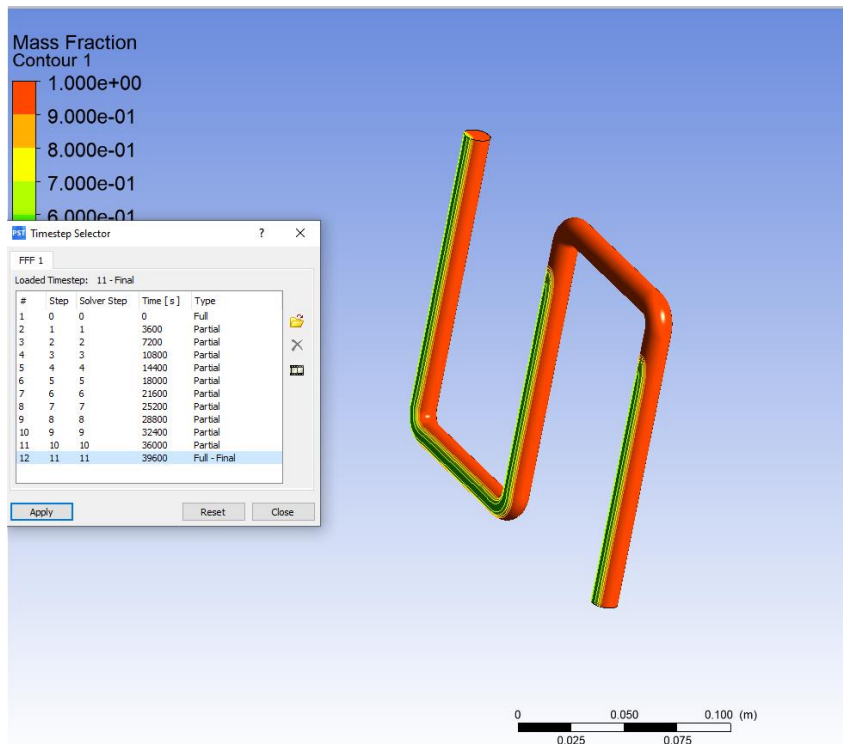 Mass Fraction
Contour 1
1.000e+00
9.000e-01
8.000e-01
7.000e-01
6.000e-01
PST Timestep Selector ? ×
FFF 1
Loaded Timestep: 11 - Final
# Step Solver Step Time [ s ] Type
1 0 0 0 Full
2 1 1 3600 Partial
3 2 2 7200 Partial
4 3 3 10800 Partial
5 4 4 14400 Partial
6 5 5 18000 Partial
7 6 6 21600 Partial
8 7 7 25200 Partial
9 8 8 28800 Partial
10 9 9 32400 Partial
11 10 10 36000 Partial
12 11 11 39600 Full - Final
Apply Reset Close
0 0.050 0.100 (m)
0.025 0.075